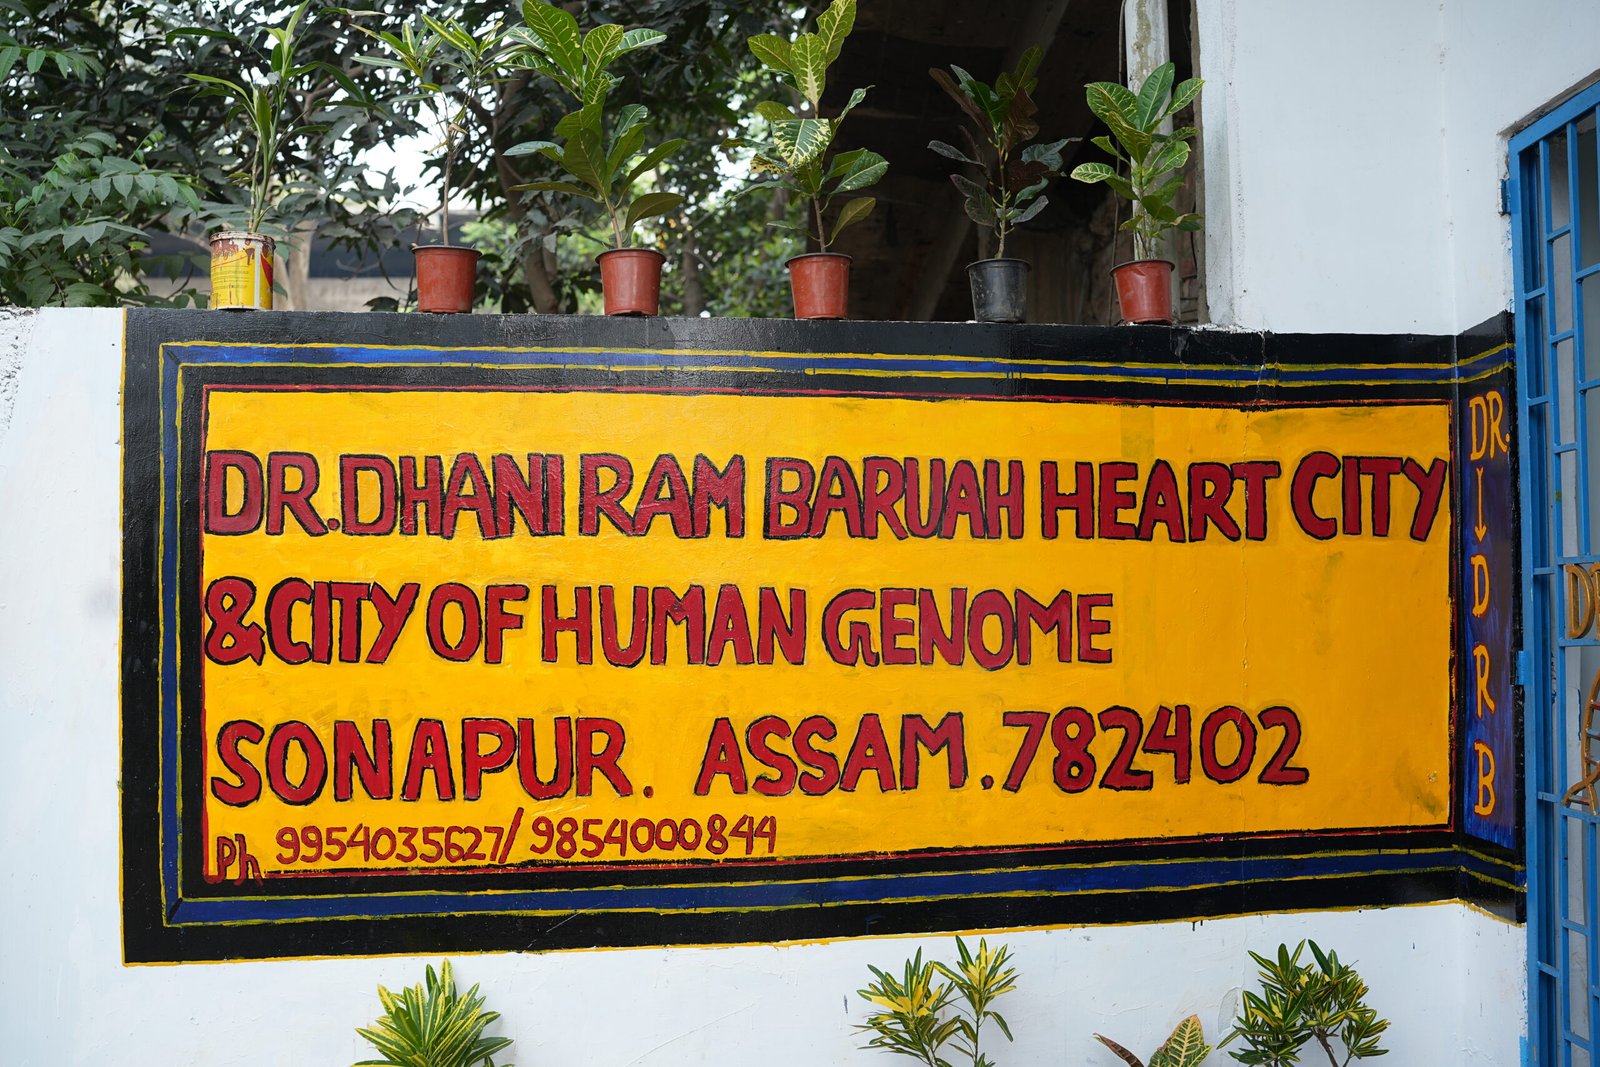 DR. DHANI RAM BARUAH HEART CITY
& CITY OF HUMAN GENOME
SONAPUR. ASSAM. 782402
Ph 9954035627/9854000844
DR.
↓
D
R
B